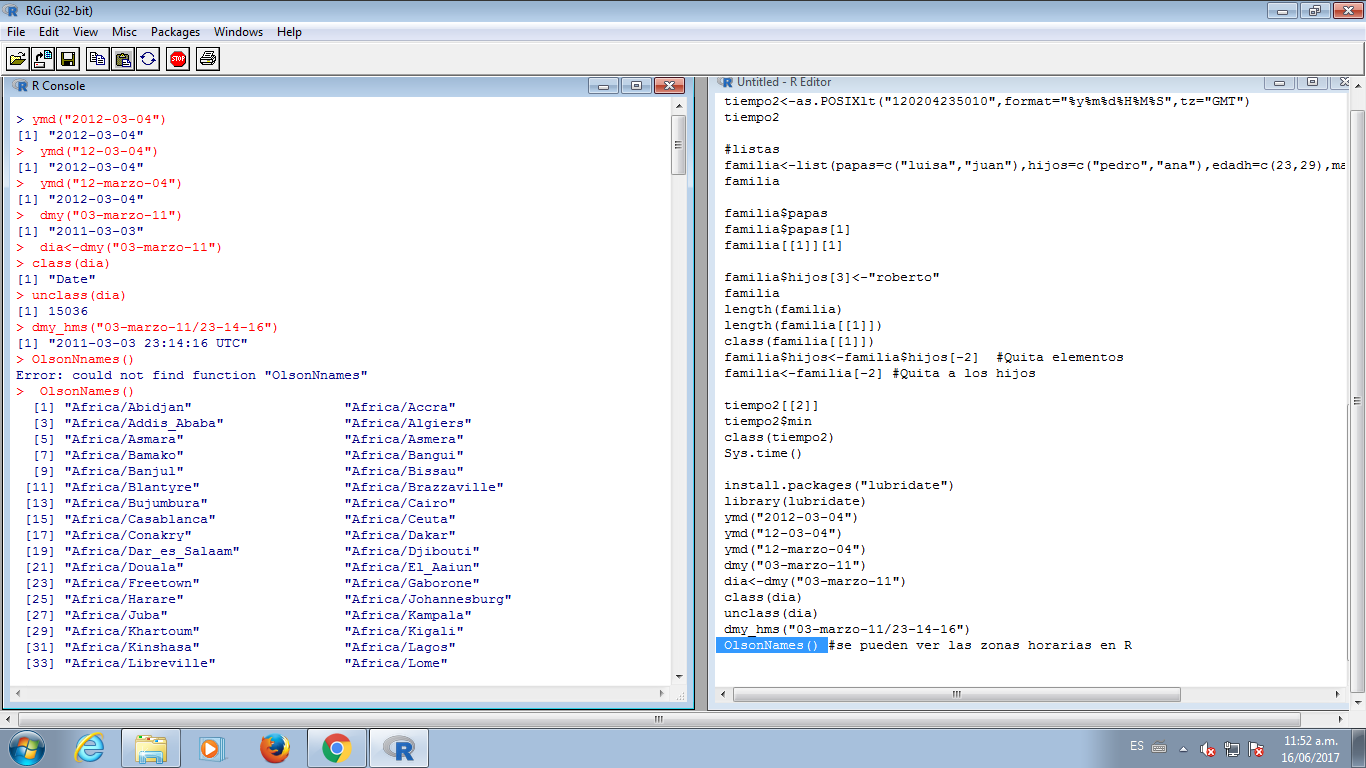 RGui (32-bit)
File Edit View Misc Packages Windows Help
STOP
R Console
> ymd("2012-03-04")
[1] "2012-03-04"
>  ymd("12-03-04")
[1] "2012-03-04"
>  ymd("12-marzo-04")
[1] "2012-03-04"
>  dmy("03-marzo-11")
[1] "2011-03-03"
>  dia<-dmy("03-marzo-11")
> class(dia)
[1] "Date"
> unclass(dia)
[1] 15036
> dmy_hms("03-marzo-11/23-14-16")
[1] "2011-03-03 23:14:16 UTC"
> OlsonNnames()
Error: could not find function "OlsonNnames"
>  OlsonNames()
[1] "Africa/Abidjan" "Africa/Accra"
[3] "Africa/Addis_Ababa" "Africa/Algiers"
[5] "Africa/Asmara" "Africa/Asmera"
[7] "Africa/Bamako" "Africa/Bangui"
[9] "Africa/Banjul" "Africa/Bissau"
[11] "Africa/Blantyre" "Africa/Brazzaville"
[13] "Africa/Bujumbura" "Africa/Cairo"
[15] "Africa/Casablanca" "Africa/Ceuta"
[17] "Africa/Conakry" "Africa/Dakar"
[19] "Africa/Dar_es_Salaam" "Africa/Djibouti"
[21] "Africa/Douala" "Africa/El_Aaiun"
[23] "Africa/Freetown" "Africa/Gaborone"
[25] "Africa/Harare" "Africa/Johannesburg"
[27] "Africa/Juba" "Africa/Kampala"
[29] "Africa/Khartoum" "Africa/Kigali"
[31] "Africa/Kinshasa" "Africa/Lagos"
[33] "Africa/Libreville" "Africa/Lome"
Untitled - R Editor
tiempo2<-as.POSIXlt("120204235010",format="%y%m%d%H%M%S",tz="GMT")
tiempo2
#listas
familia<-list(papas=c("luisa","juan"),hijos=c("pedro","ana"),edadh=c(23,29),ma
familia
familia$papas
familia$papas[1]
familia[[1]][1]
familia$hijos[3]<-"roberto"
familia
length(familia)
length(familia[[1]])
class(familia[[1]])
familia$hijos<-familia$hijos[-2]  #Quita elementos
familia<-familia[-2] #Quita a los hijos
tiempo2[[2]]
tiempo2$min
class(tiempo2)
Sys.time()
install.packages("lubridate")
library(lubridate)
ymd("2012-03-04")
ymd("12-03-04")
ymd("12-marzo-04")
dmy("03-marzo-11")
dia<-dmy("03-marzo-11")
class(dia)
unclass(dia)
dmy_hms("03-marzo-11/23-14-16")
OlsonNames() #se pueden ver las zonas horarias en R
ES
11:52 a.m.
16/06/2017